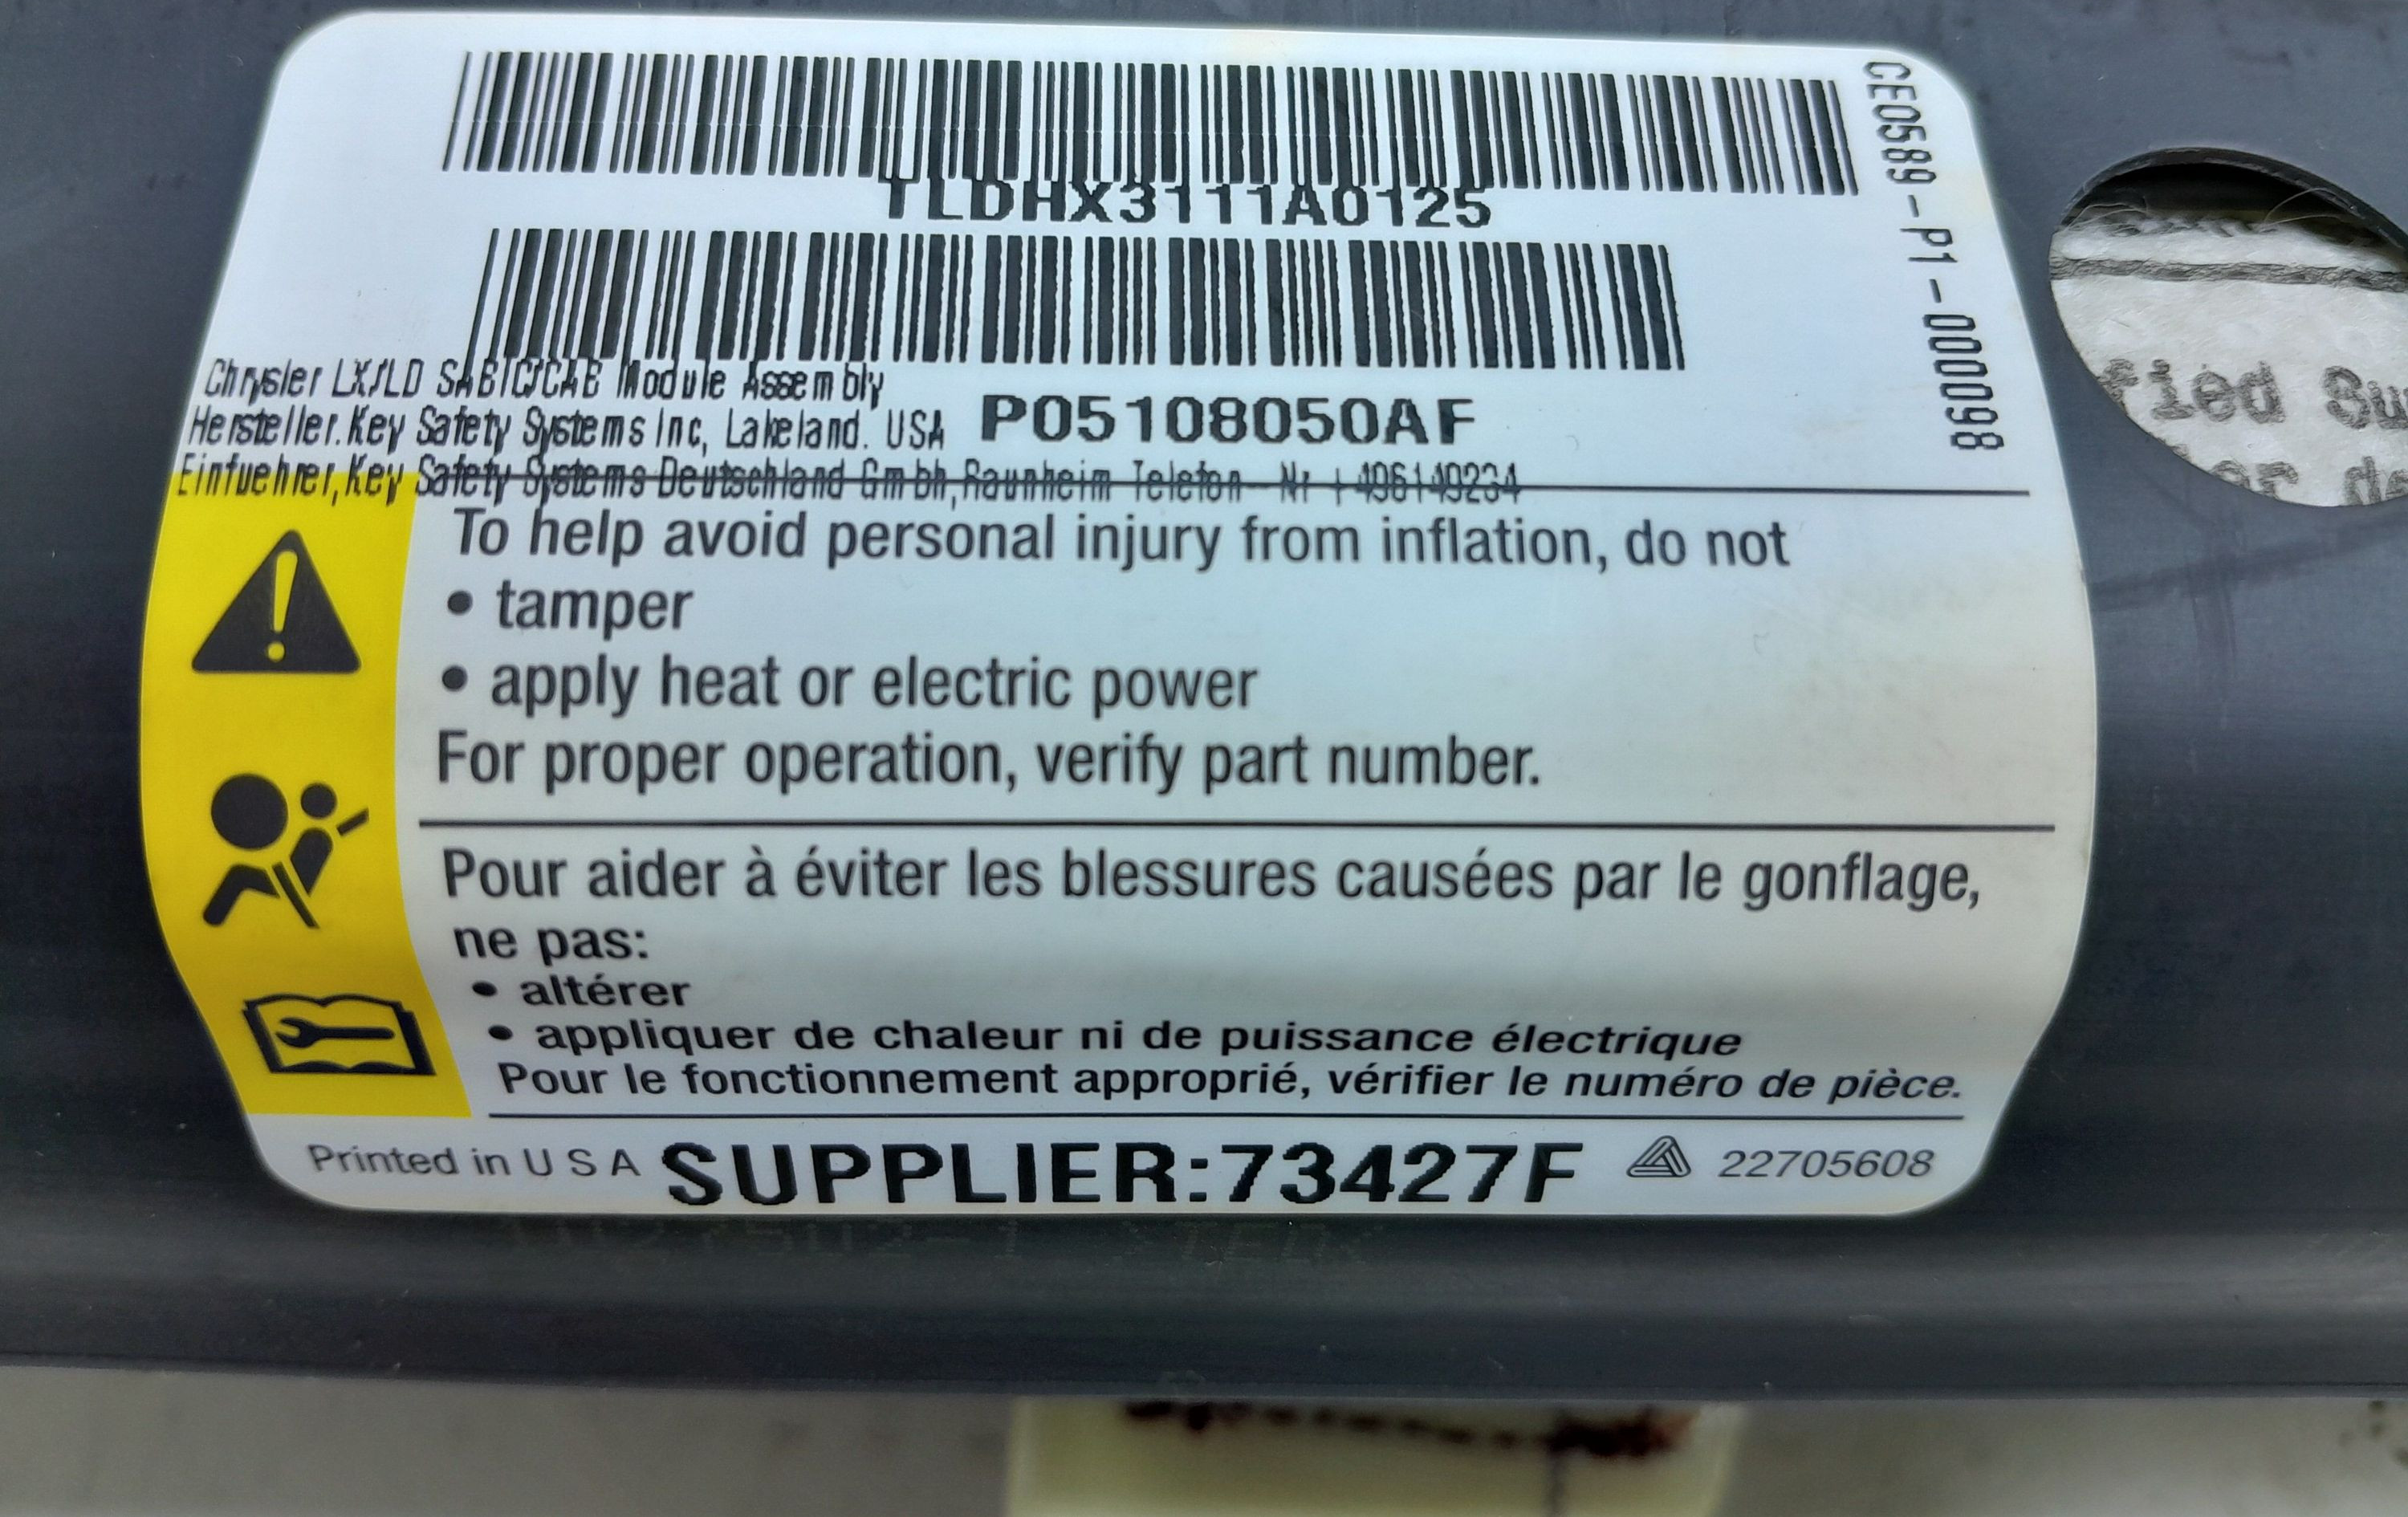 TLDHX3111A0125
CE0589-P1-000098
Chrysler LX/LD SABIC/CAB Module Assembly
Hersteller.Key Safety Systems Inc, Lakeland. USA
P05108050AF
Einfuehrer,Key Safety Systems Deutschland Gmbh,Raunheim Telefon-Nr +496149234
To help avoid personal injury from inflation, do not
• tamper
• apply heat or electric power
For proper operation, verify part number.
Pour aider à éviter les blessures causées par le gonflage,
ne pas:
• altérer
• appliquer de chaleur ni de puissance électrique
Pour le fonctionnement approprié, vérifier le numéro de pièce.
Printed in U S A
SUPPLIER:73427F
22705608
fied Su